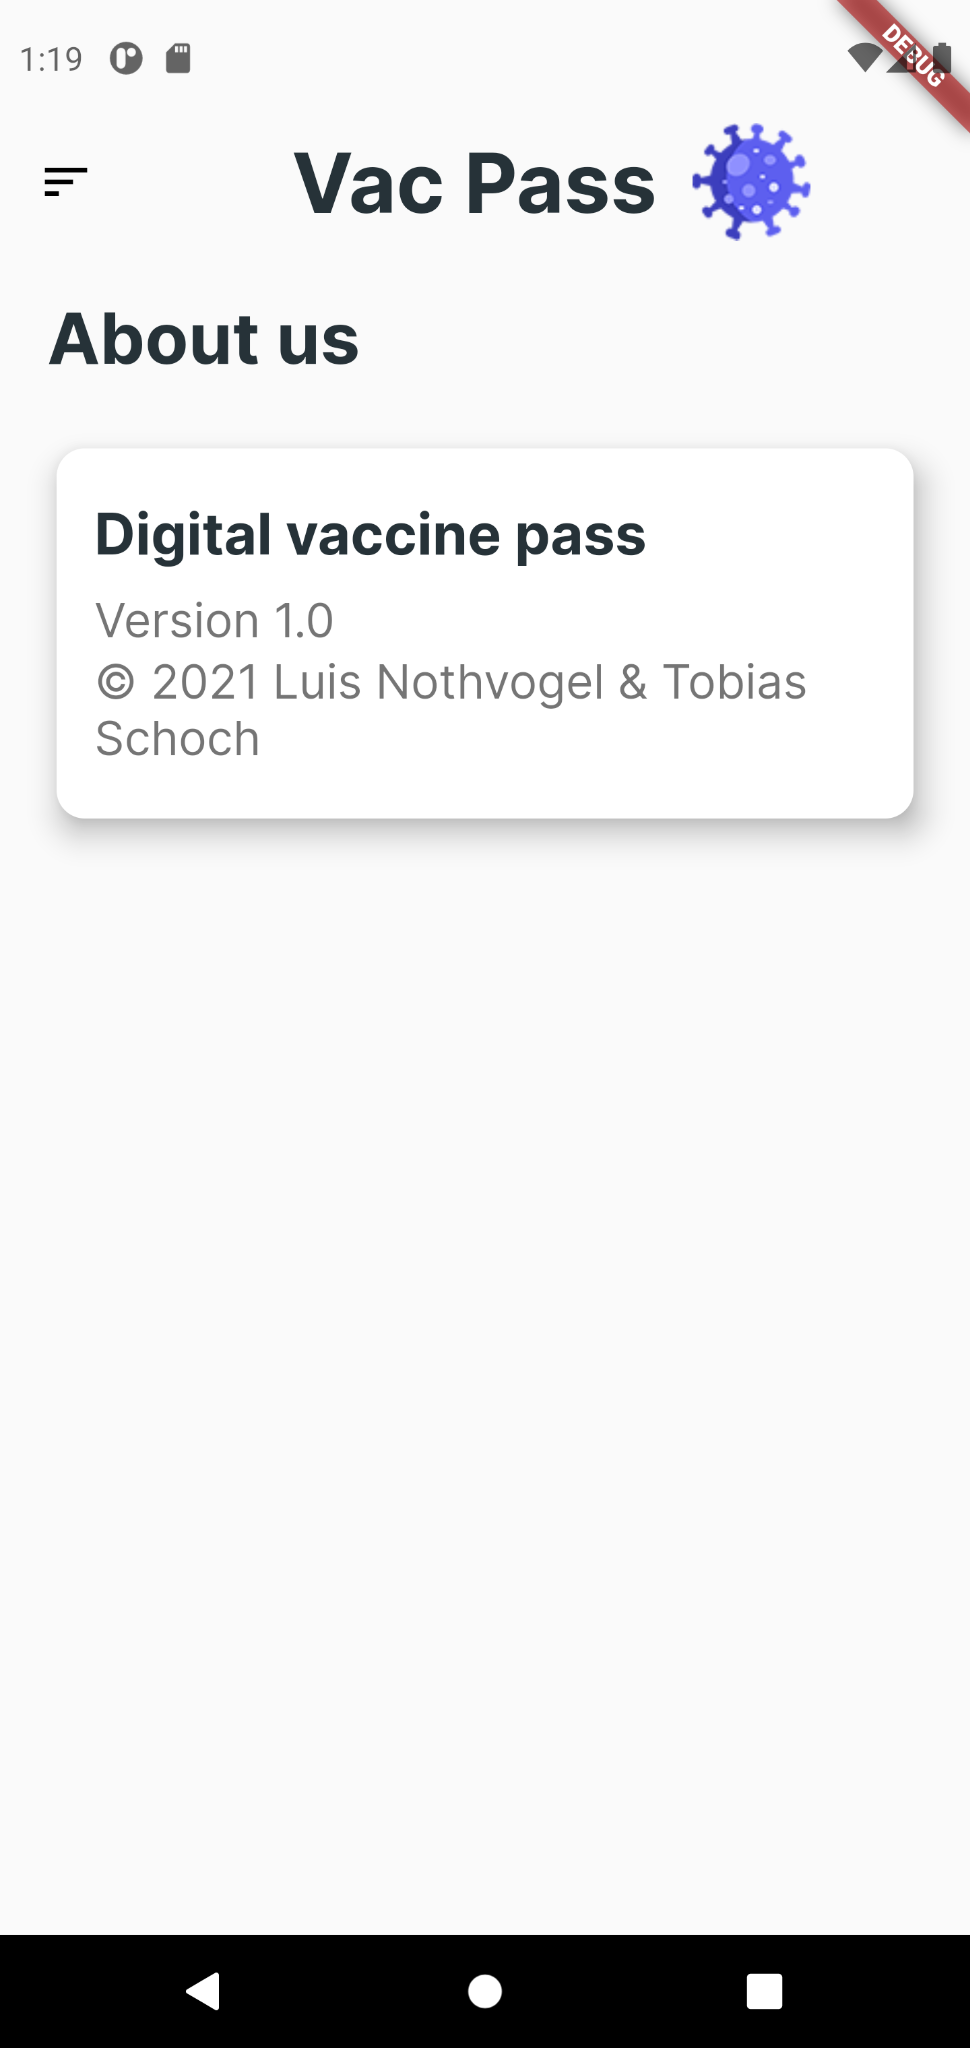 1:19
DEBUG
Vac Pass
About us
Digital vaccine pass
Version 1.0
© 2021 Luis Nothvogel & Tobias
Schoch